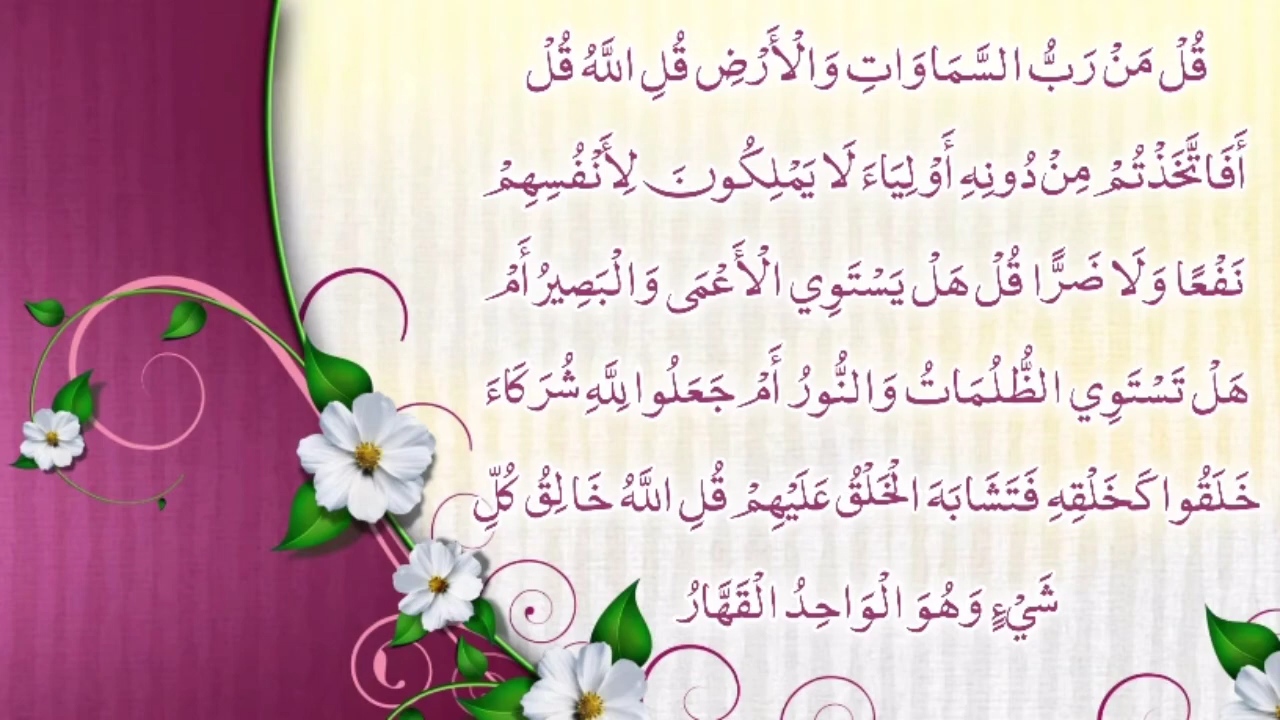 قُلْ مَنْ رَبُّ السَّمَاوَاتِ وَالْأَرْضِ قُلِ اللَّهُ قُلْ
أَفَاتَّخَذْتُمْ مِنْ دُونِهِ أَوْلِيَاءَ لَا يَمْلِكُونَ لِأَنْفُسِهِمْ
نَفْعًا وَلَا ضَرًّا قُلْ هَلْ يَسْتَوِي الْأَعْمَى وَالْبَصِيرُ أَمْ
هَلْ تَسْتَوِي الظُّلُمَاتُ وَالنُّورُ أَمْ جَعَلُوا لِلَّهِ شُرَكَاءَ
خَلَقُوا كَخَلْقِهِ فَتَشَابَهَ الْخَلْقُ عَلَيْهِمْ قُلِ اللَّهُ خَالِقُ كُلِّ
شَيْءٍ وَهُوَ الْوَاحِدُ الْقَهَّارُ